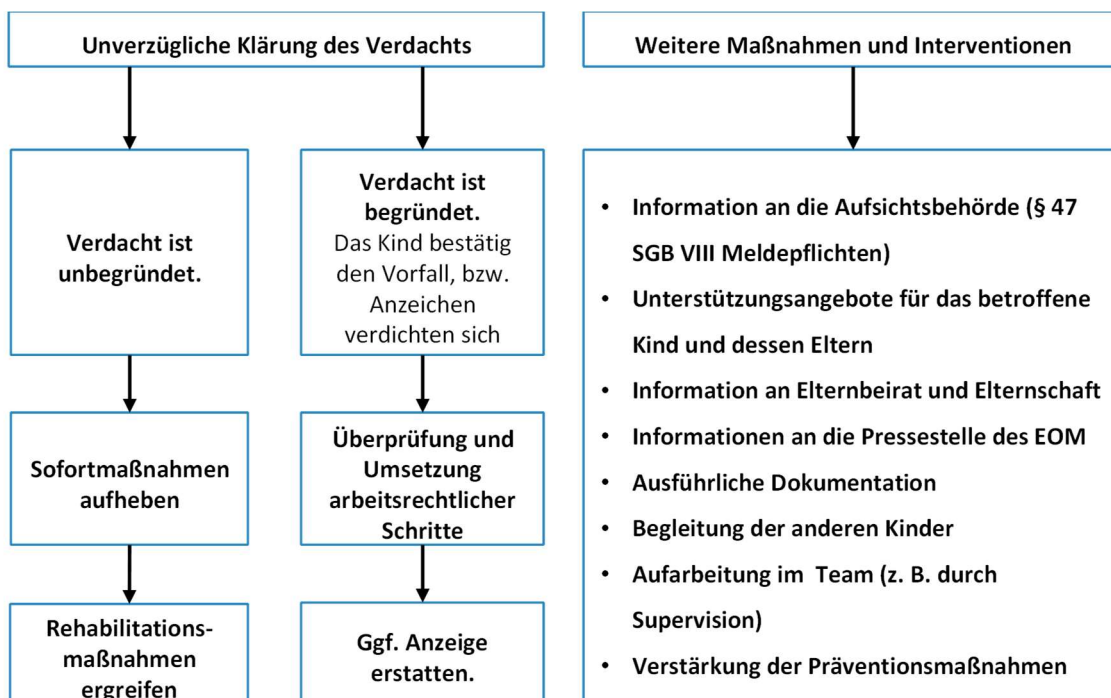 Unverzügliche Klärung des Verdachts
Verdacht ist
unbegründet.
Sofortmaßnahmen
aufheben
Rehabilitations-
maßnahmen
ergreifen
Verdacht ist
begründet.
Das Kind bestätig
den Vorfall, bzw.
Anzeichen
verdichten sich
Überprüfung und
Umsetzung
arbeitsrechtlicher
Schritte
Ggf. Anzeige
erstatten.
Weitere Maßnahmen und Interventionen
• Information an die Aufsichtsbehörde (§ 47
SGB VIII Meldepflichten)
• Unterstützungsangebote für das betroffene
Kind und dessen Eltern
• Information an Elternbeirat und Elternschaft
• Informationen an die Pressestelle des EOM
• Ausführliche Dokumentation
• Begleitung der anderen Kinder
• Aufarbeitung im Team (z. B. durch
Supervision)
• Verstärkung der Präventionsmaßnahmen